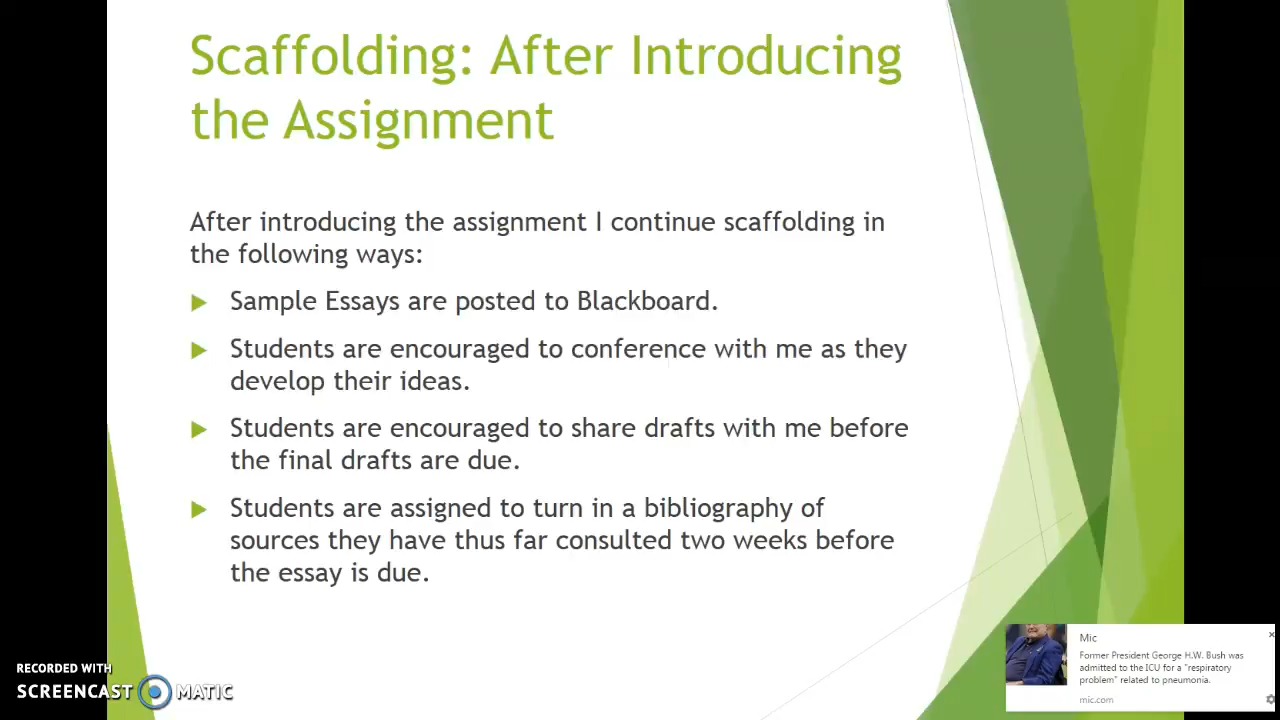 Scaffolding: After Introducing
the Assignment
After introducing the assignment I continue scaffolding in
the following ways:
Sample Essays are posted to Blackboard.
Students are encouraged to conference with me as they
develop their ideas.
Students are encouraged to share drafts with me before
the final drafts are due.
Students are assigned to turn in a bibliography of
sources they have thus far consulted two weeks before
the essay is due.
Mic
Former President George H.W. Bush was
admitted to the ICU for a "respiratory
problem" related to pneumonia.
mic.com
RECORDED WITH
SCREENCAST MATIC